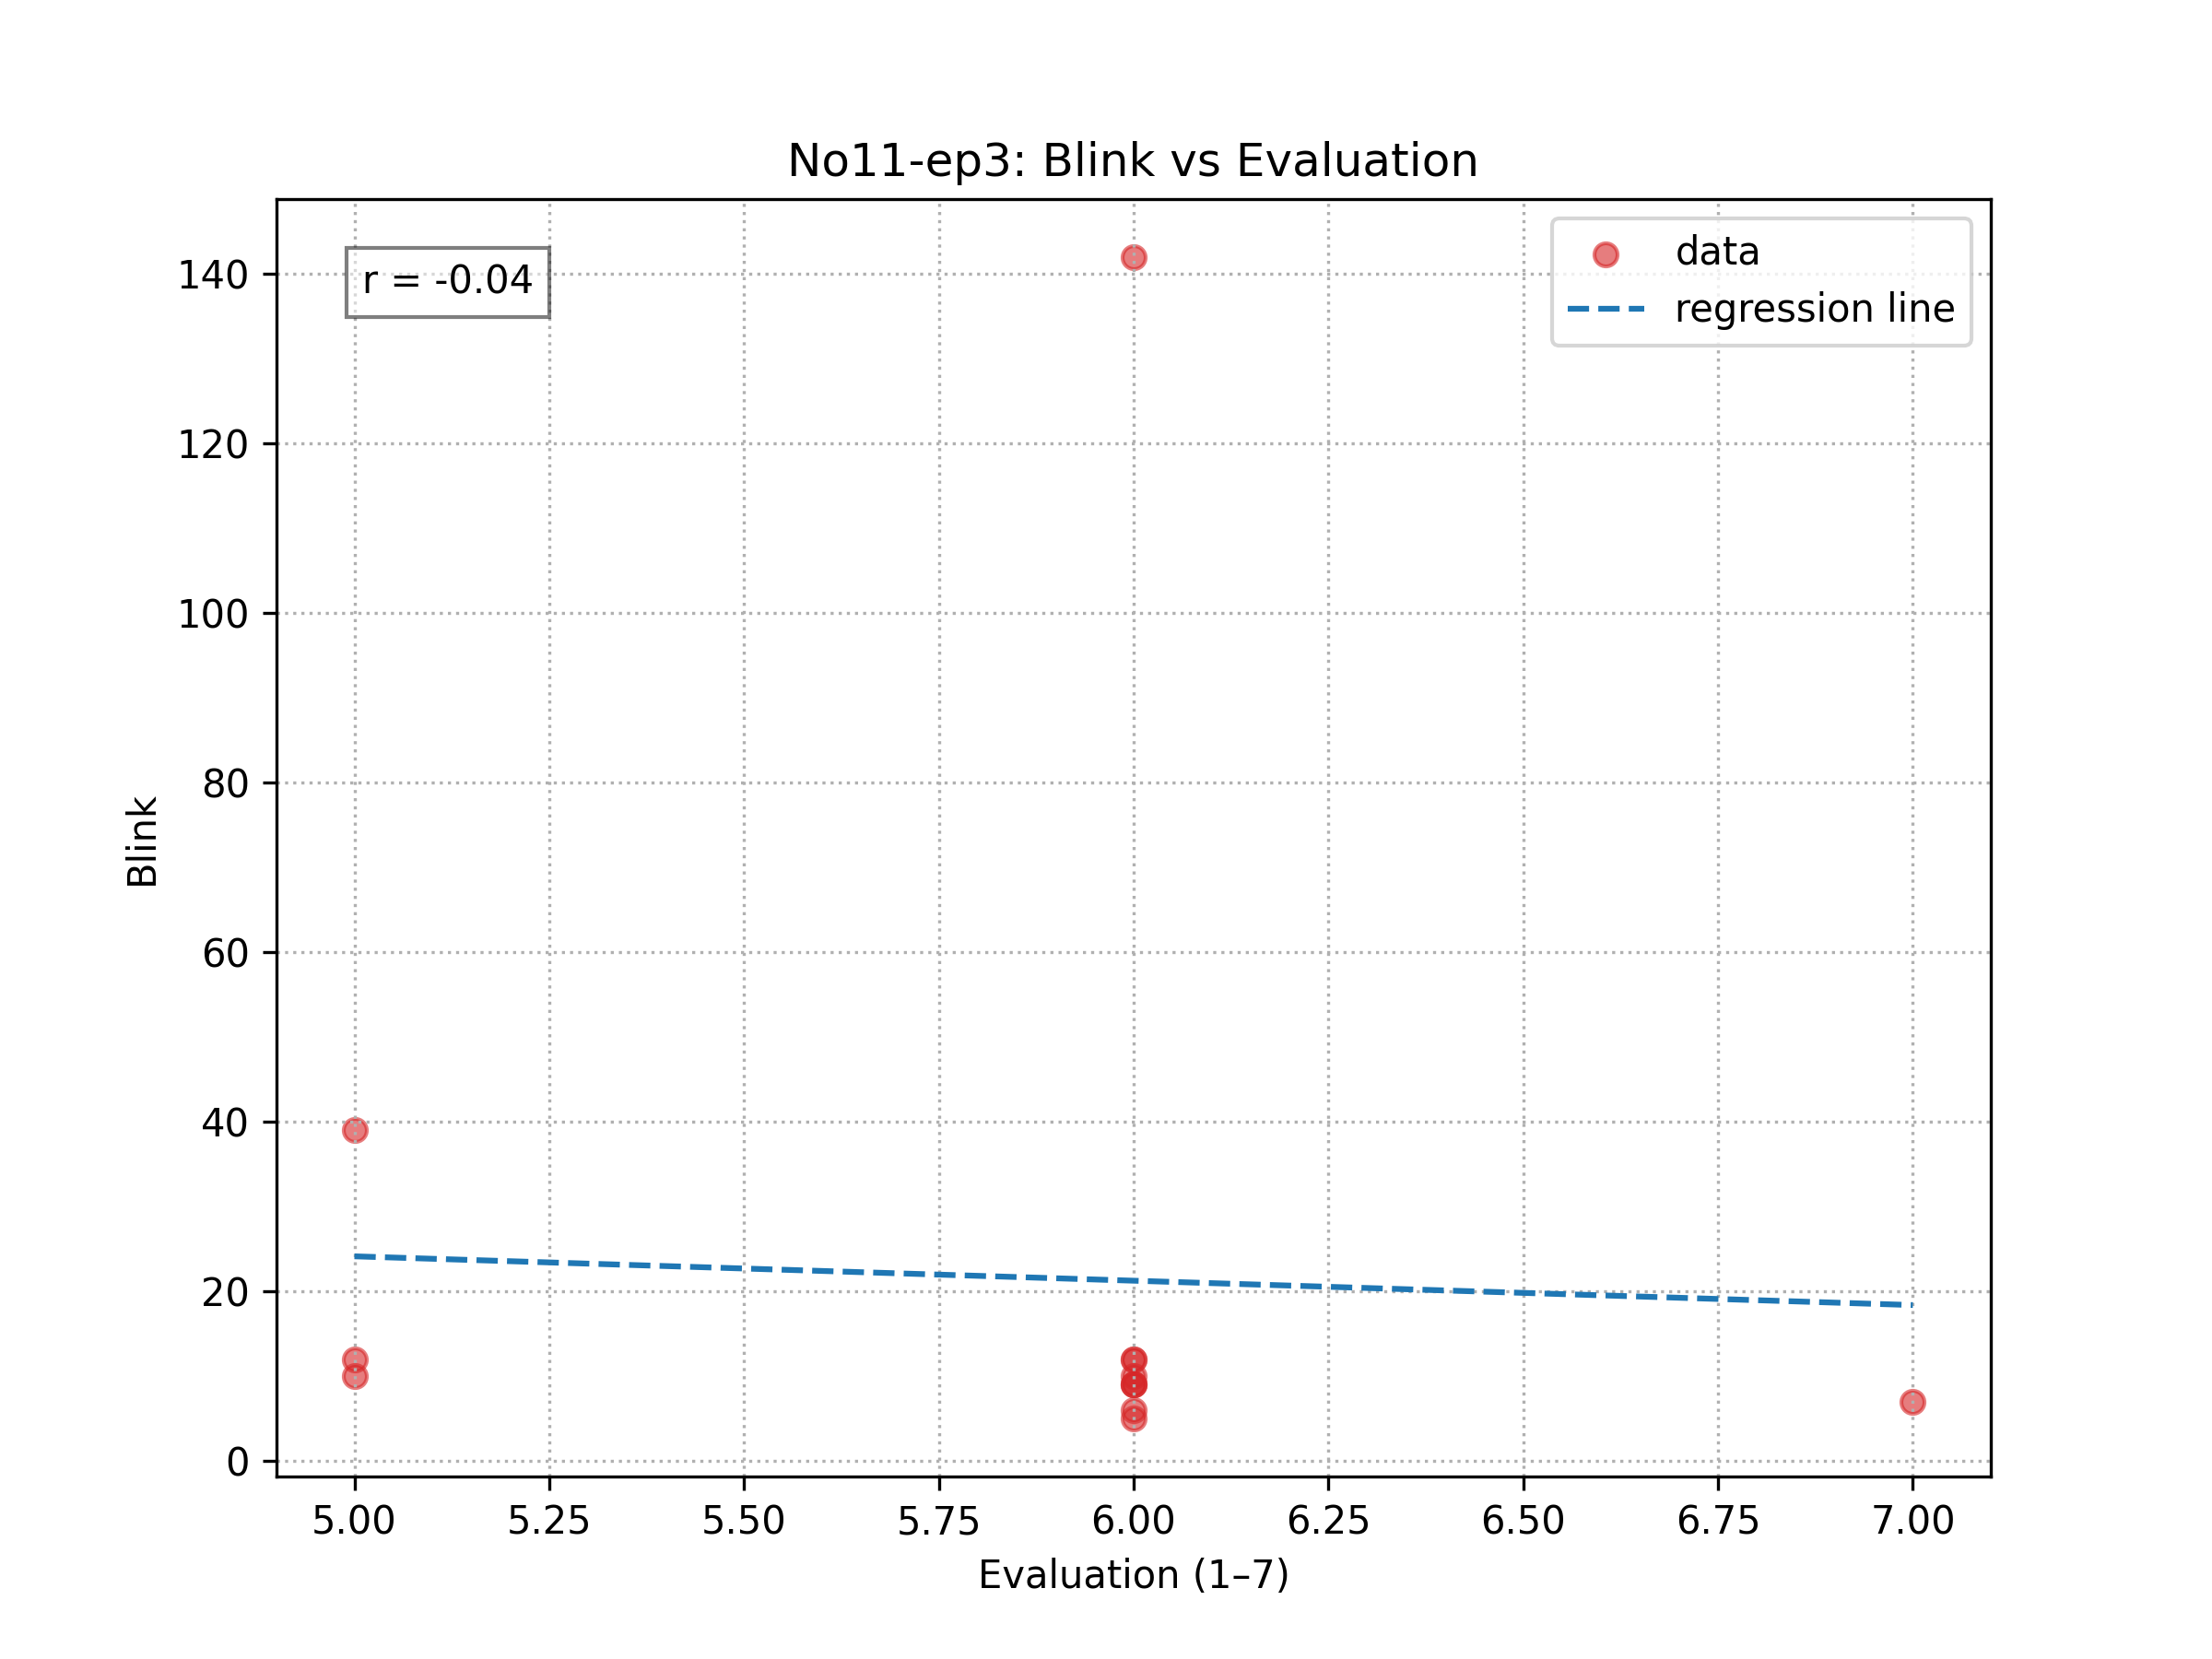 No11-ep3: Blink vs Evaluation
r = -0.04
data
regression line
140
120
100
80
60
40
20
0
Blink
5.00 5.25 5.50 5.75 6.00 6.25 6.50 6.75 7.00
Evaluation (1–7)